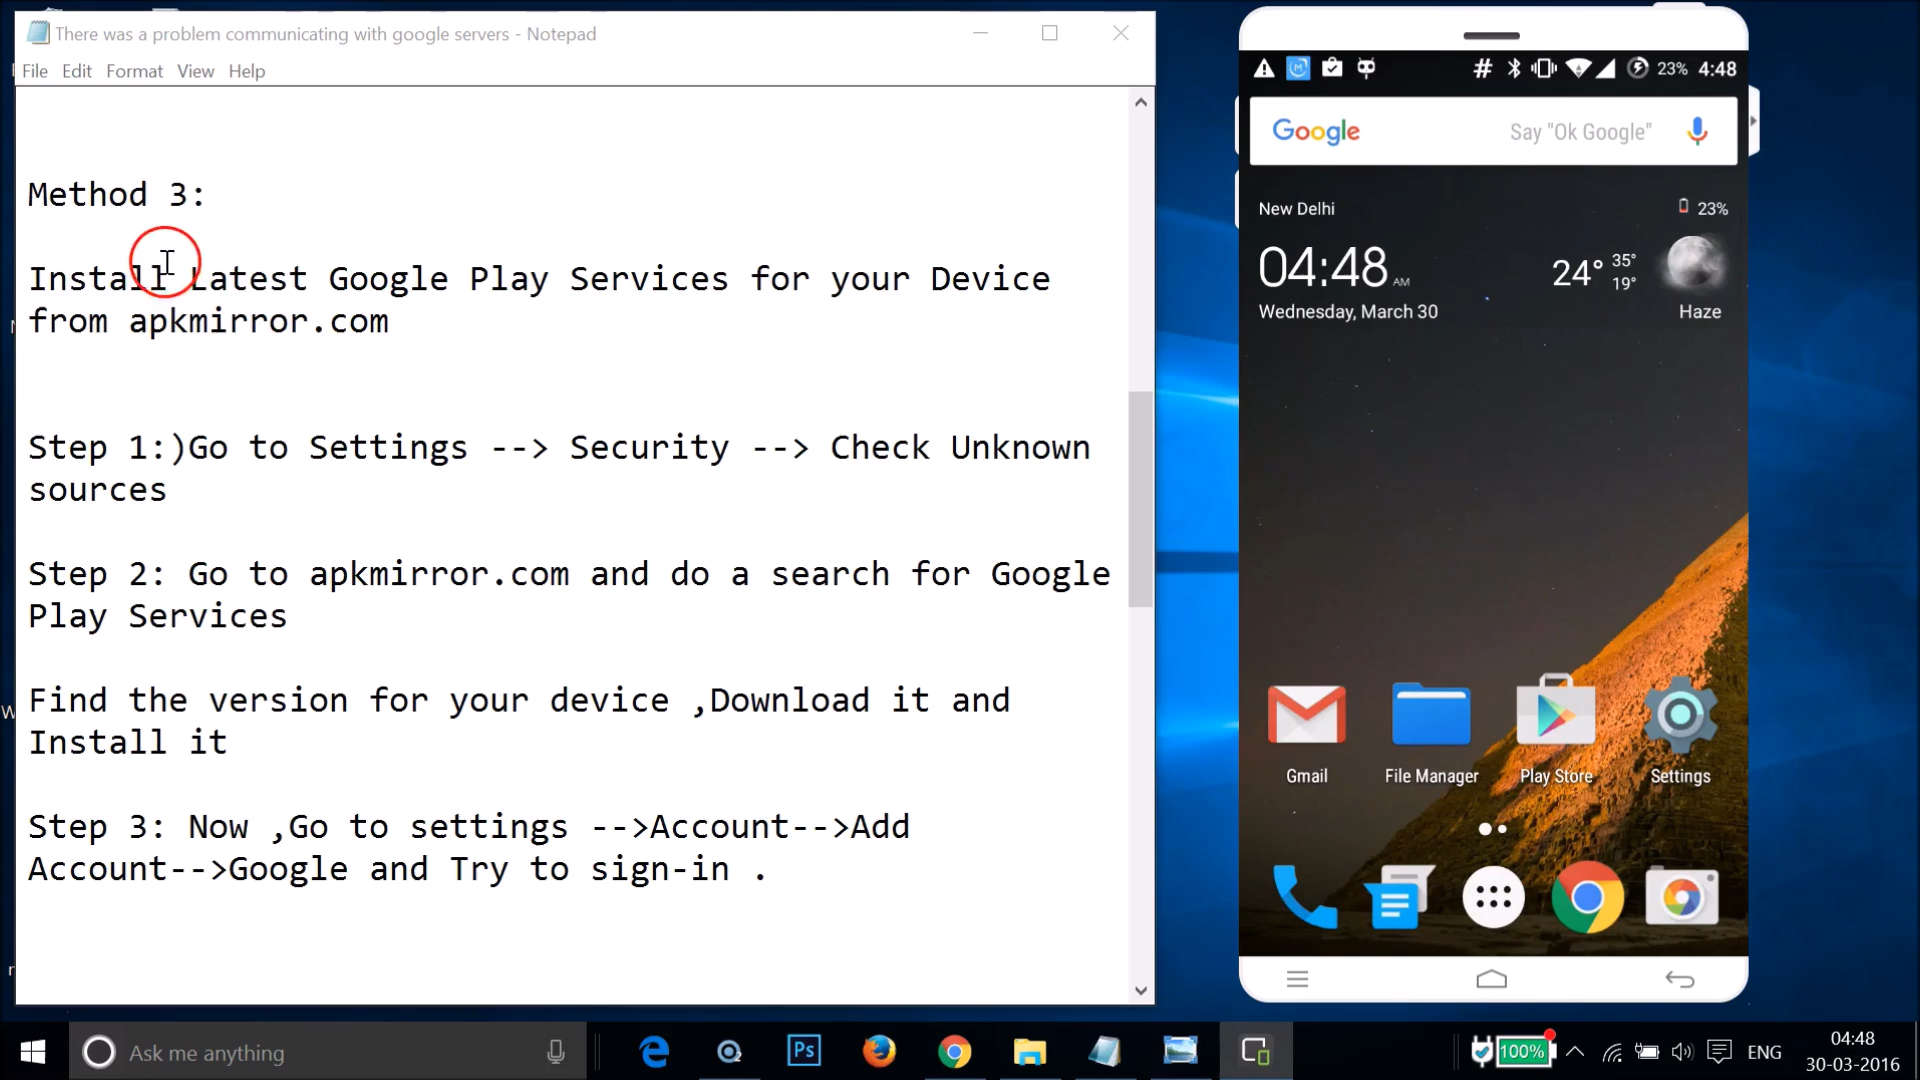 There was a problem communicating with google servers - Notepad
File Edit Format View Help
Method 3:
Install Latest Google Play Services for your Device
from apkmirror.com
Step 1:)Go to Settings --> Security --> Check Unknown
sources
Step 2: Go to apkmirror.com and do a search for Google
Play Services
Find the version for your device ,Download it and
Install it
Step 3: Now ,Go to settings -->Account-->Add
Account-->Google and Try to sign-in .
# 23% 4:48
Google Say "Ok Google"
New Delhi 23%
04:48 AM 24° 35°
19°
Wednesday, March 30 Haze
Gmail File Manager Play Store Settings
Ask me anything
Ps
100%
ENG
04:48
30-03-2016